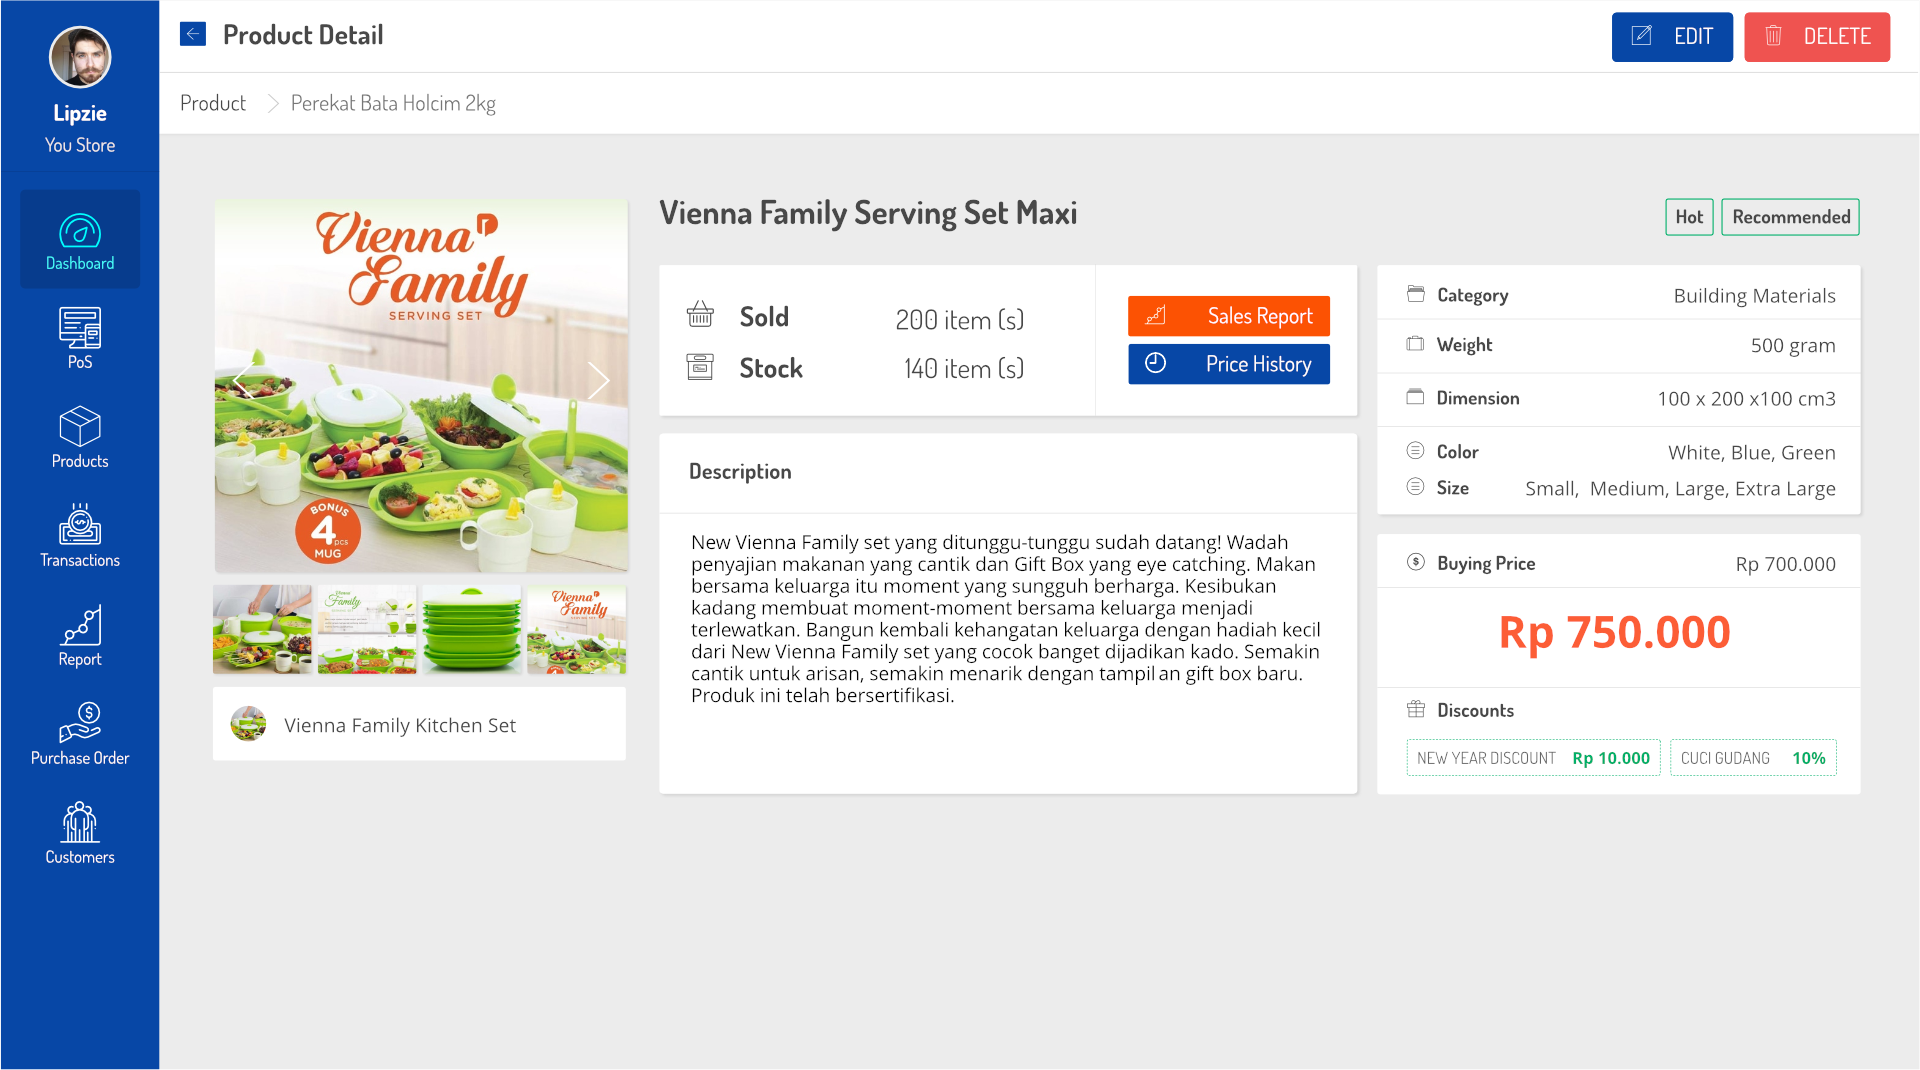 Lipzie
You Store
Dashboard
PoS
Products
Transactions
Report
Purchase Order
Customers
Product Detail
EDIT
DELETE
Product
Perekat Bata Holcim 2kg
Vienna
Family
SERVING SET
BONUS
4 pcs
MUG
Vienna
Family
Vienna
Family
Vienna Family Kitchen Set
Vienna Family Serving Set Maxi
Hot
Recommended
Sold 200 item (s)
Stock 140 item (s)
Sales Report
Price History
Description
New Vienna Family set yang ditunggu-tunggu sudah datang! Wadah
penyajian makanan yang cantik dan Gift Box yang eye catching. Makan
bersama keluarga itu moment yang sungguh berharga. Kesibukan
kadang membuat moment-moment bersama keluarga menjadi
terlewatkan. Bangun kembali kehangatan keluarga dengan hadiah kecil
dari New Vienna Family set yang cocok banget dijadikan kado. Semakin
cantik untuk arisan, semakin menarik dengan tampilan gift box baru.
Produk ini telah bersertifikasi.
Category Building Materials
Weight 500 gram
Dimension 100 x 200 x100 cm3
Color White, Blue, Green
Size Small, Medium, Large, Extra Large
Buying Price Rp 700.000
Rp 750.000
Discounts
NEW YEAR DISCOUNT Rp 10.000
CUCI GUDANG 10%